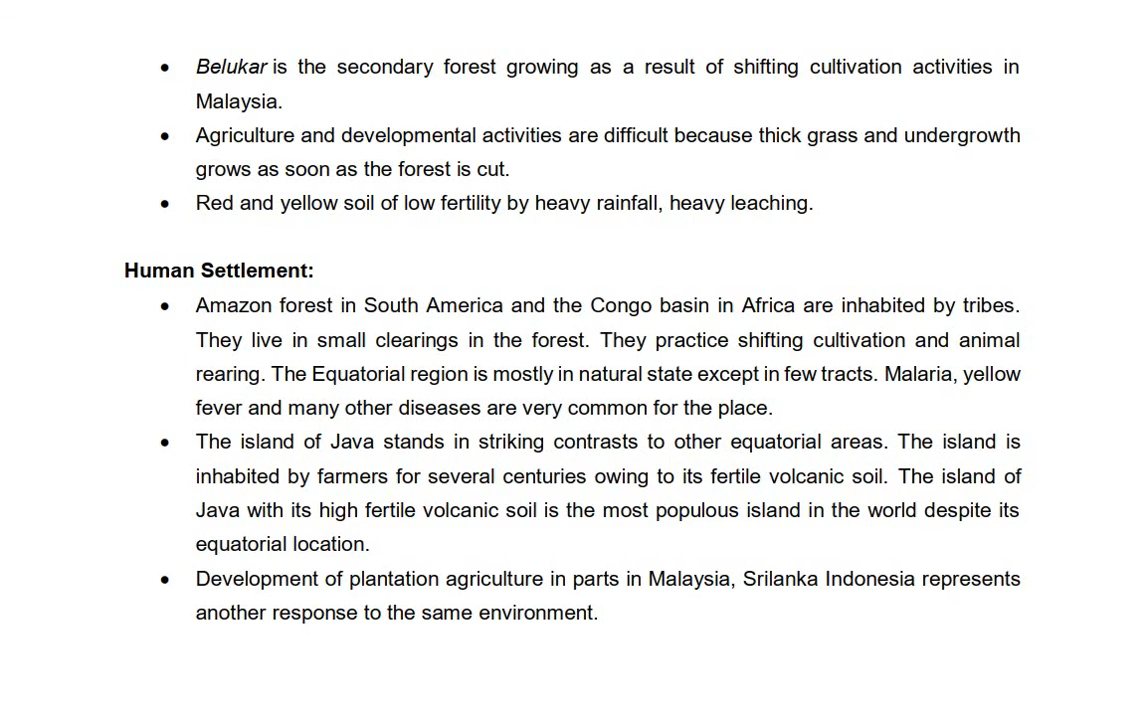 • Belukar is the secondary forest growing as a result of shifting cultivation activities in
Malaysia.
• Agriculture and developmental activities are difficult because thick grass and undergrowth
grows as soon as the forest is cut.
• Red and yellow soil of low fertility by heavy rainfall, heavy leaching.
Human Settlement:
• Amazon forest in South America and the Congo basin in Africa are inhabited by tribes.
They live in small clearings in the forest. They practice shifting cultivation and animal
rearing. The Equatorial region is mostly in natural state except in few tracts. Malaria, yellow
fever and many other diseases are very common for the place.
• The island of Java stands in striking contrasts to other equatorial areas. The island is
inhabited by farmers for several centuries owing to its fertile volcanic soil. The island of
Java with its high fertile volcanic soil is the most populous island in the world despite its
equatorial location.
• Development of plantation agriculture in parts in Malaysia, Srilanka Indonesia represents
another response to the same environment.